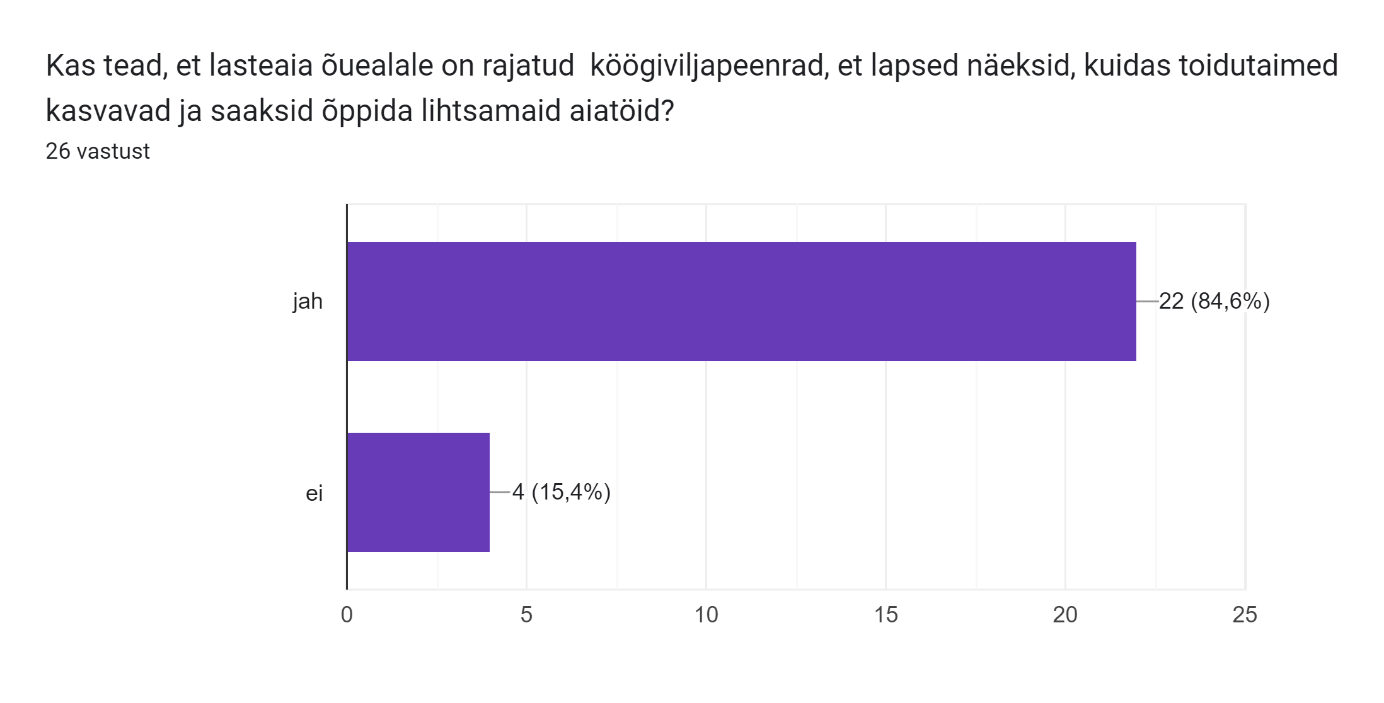 Kas tead, et lasteaia õuealale on rajatud  köögiviljapeenrad, et lapsed näeksid, kuidas toidutaimed
kasvavad ja saaksid õppida lihtsamaid aiatöid?
26 vastust
jah
22 (84,6%)
ei
4 (15,4%)
0 5 10 15 20 25